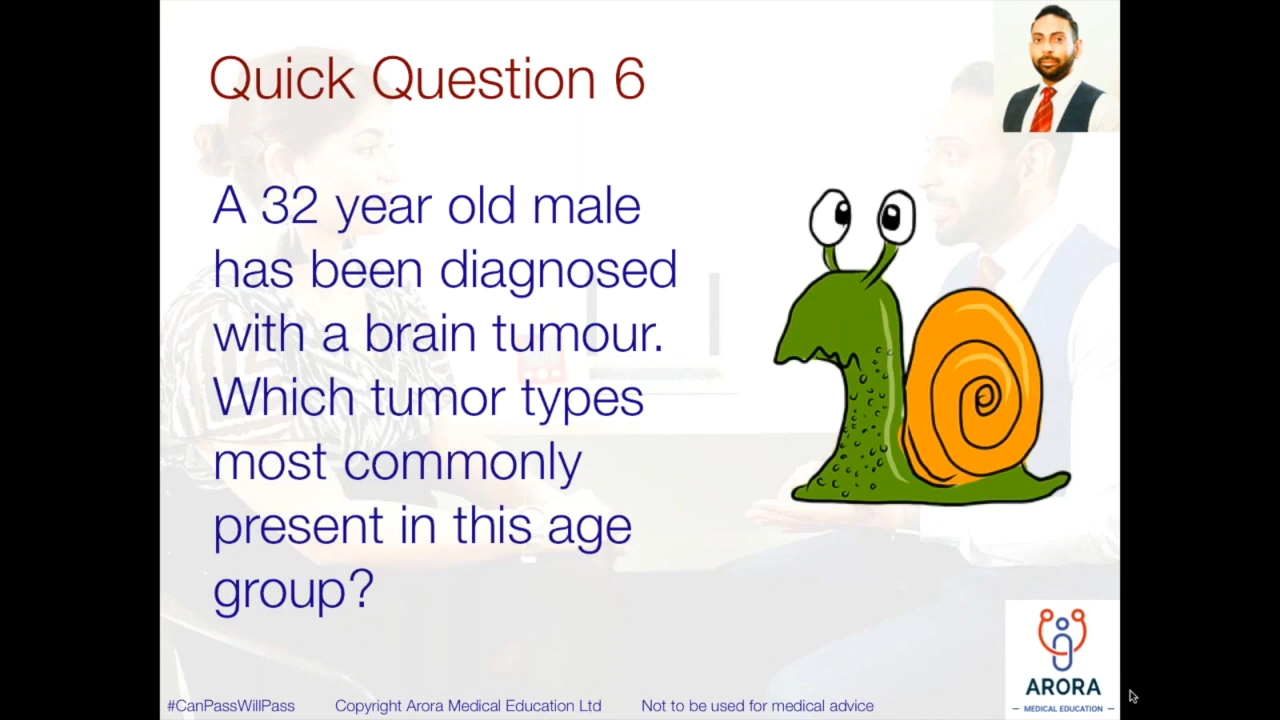 Quick Question 6
A 32 year old male
has been diagnosed
with a brain tumour.
Which tumor types
most commonly
present in this age
group?
ARORA
MEDICAL EDUCATION
#CanPassWillPass
Copyright Arora Medical Education Ltd
Not to be used for medical advice